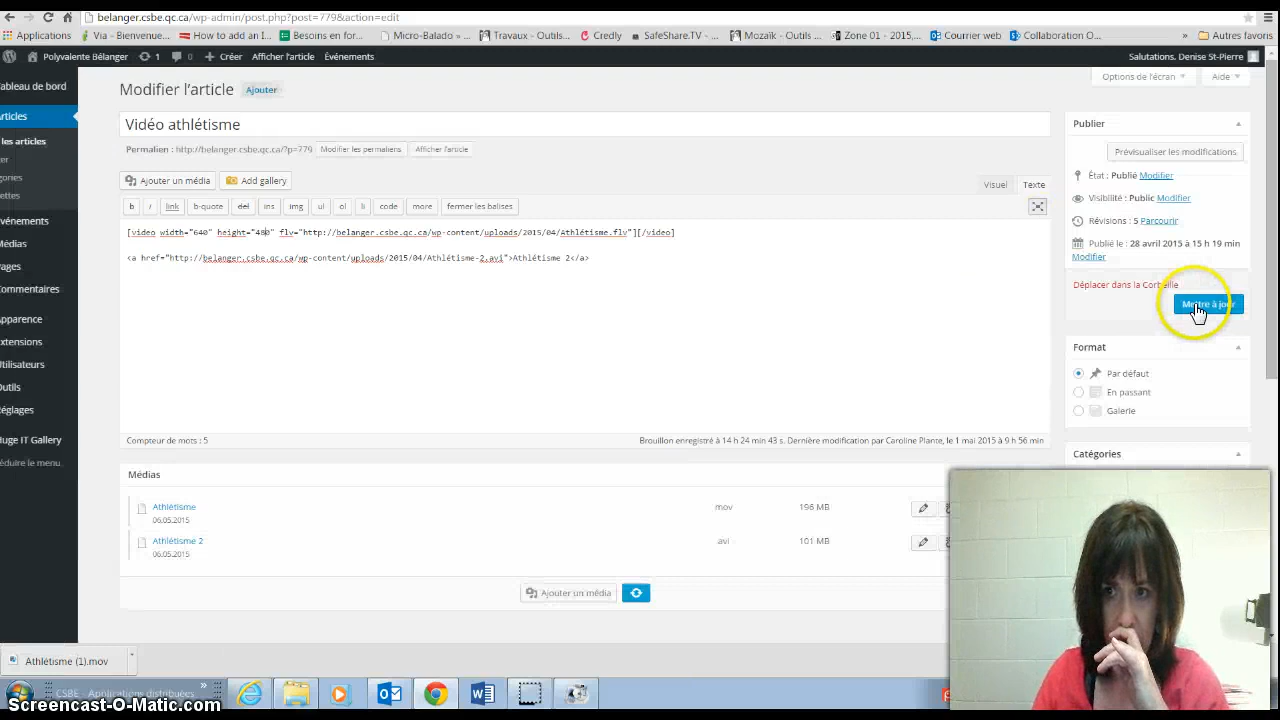 belanger.csbe.qc.ca/wp-admin/post.php?post=779&action=edit
Applications Via – Bienvenue... How to add an I... Besoins en form... Micro-Balado »... Travaux - Outils... Credly SafeShare.TV -... Mozaïk - Outils... Zone 01 - 2015,... Courrier web Collaboration O... » Autres favoris
Polyvalente Bélanger 1 0 + Créer Afficher l'article Événements Salutations, Denise St-Pierre
ableau de bord
Modifier l'article Ajouter
Options de l'écran Aide
rticles
les articles
Vidéo athlétisme
Permalien : http://belanger.csbe.qc.ca/?p=779 Modifier les permaliens Afficher l'article
Ajouter un média Add gallery Visuel Texte
b i link b-quote del ins img ul ol li code more fermer les balises
[video width="640" height="480" flv="http://belanger.csbe.qc.ca/wp-content/uploads/2015/04/Athlétisme.flv"][/video]
<a href="http://belanger.csbe.qc.ca/wp-content/uploads/2015/04/Athlétisme-2.avi">Athlétisme 2</a>
Compteur de mots : 5 Brouillon enregistré à 14 h 24 min 43 s. Dernière modification par Caroline Plante, le 1 mai 2015 à 9 h 56 min
er
gories
ettes
vénements
édias
ages
ommentaires
pparence
xtensions
tilisateurs
utils
églages
uge IT Gallery
éduire le menu
Publier
Prévisualiser les modifications
État : Publié Modifier
Visibilité : Public Modifier
Révisions : 5 Parcourir
Publié le : 28 avril 2015 à 15 h 19 min
Modifier
Déplacer dans la Corbeille
Mettre à jour
Format
Par défaut
En passant
Galerie
Catégories
Médias
Athlétisme mov 196 MB
06.05.2015
Athlétisme 2 .avi 101 MB
06.05.2015
Ajouter un média
Athlétisme (1).mov
CSBE - Applications distribuées »
Screencast-O-Matic.com